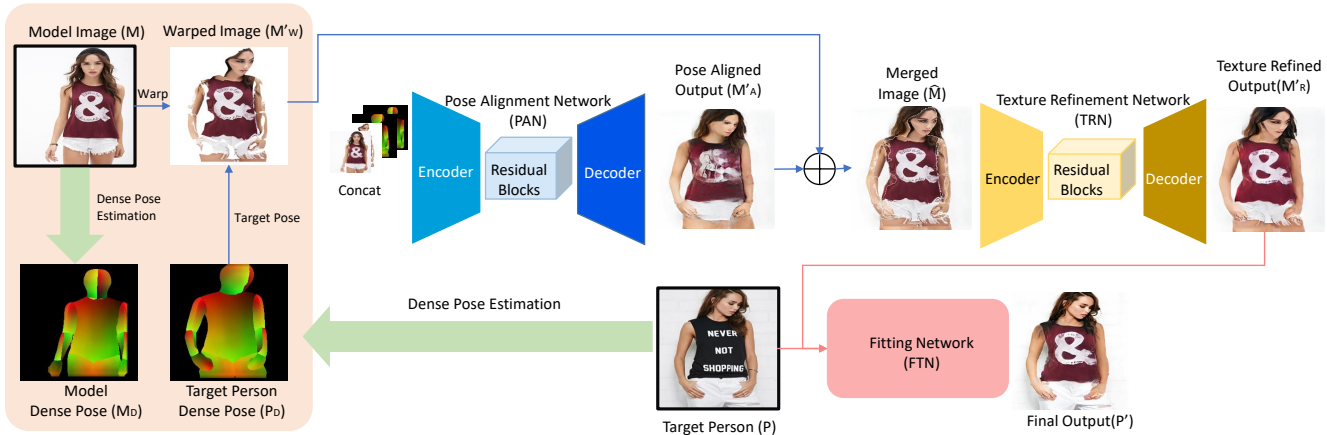 Model Image (M)
Warped Image (M'w)
Warp
Dense Pose
Estimation
Target Pose
Model
Dense Pose (MD)
Target Person
Dense Pose (PD)
Concat
Pose Alignment Network
(PAN)
Encoder
Residual
Blocks
Decoder
Pose Aligned
Output (M'A)
&
Merged
Image (M̃)
Texture Refinement Network
(TRN)
Encoder
Residual
Blocks
Decoder
Texture Refined
Output(M'R)
&
Dense Pose Estimation
NEVER
NOT
SHOPPING
Target Person (P)
Fitting Network
(FTN)
&
Final Output(P')